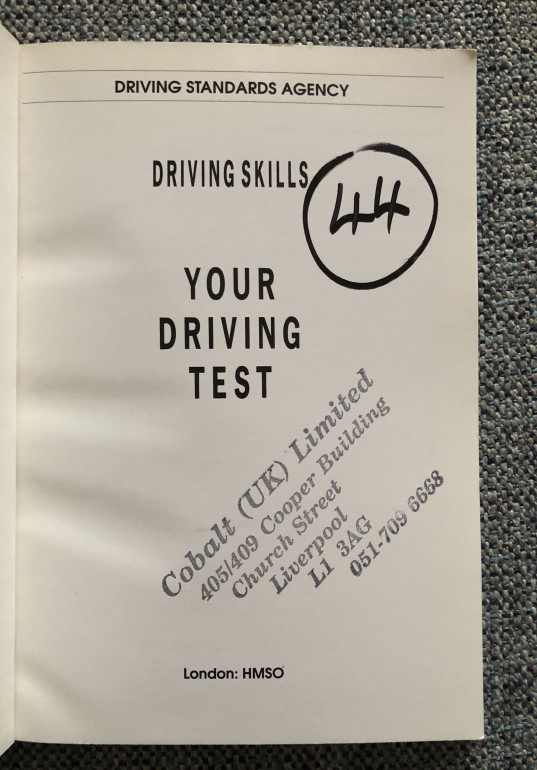 DRIVING STANDARDS AGENCY
DRIVING SKILLS
44
YOUR
DRIVING
TEST
Cobalt (UK) Limited
405/409 Cooper Building
Church Street
Liverpool
L1 3AG
051-709 6668
London: HMSO